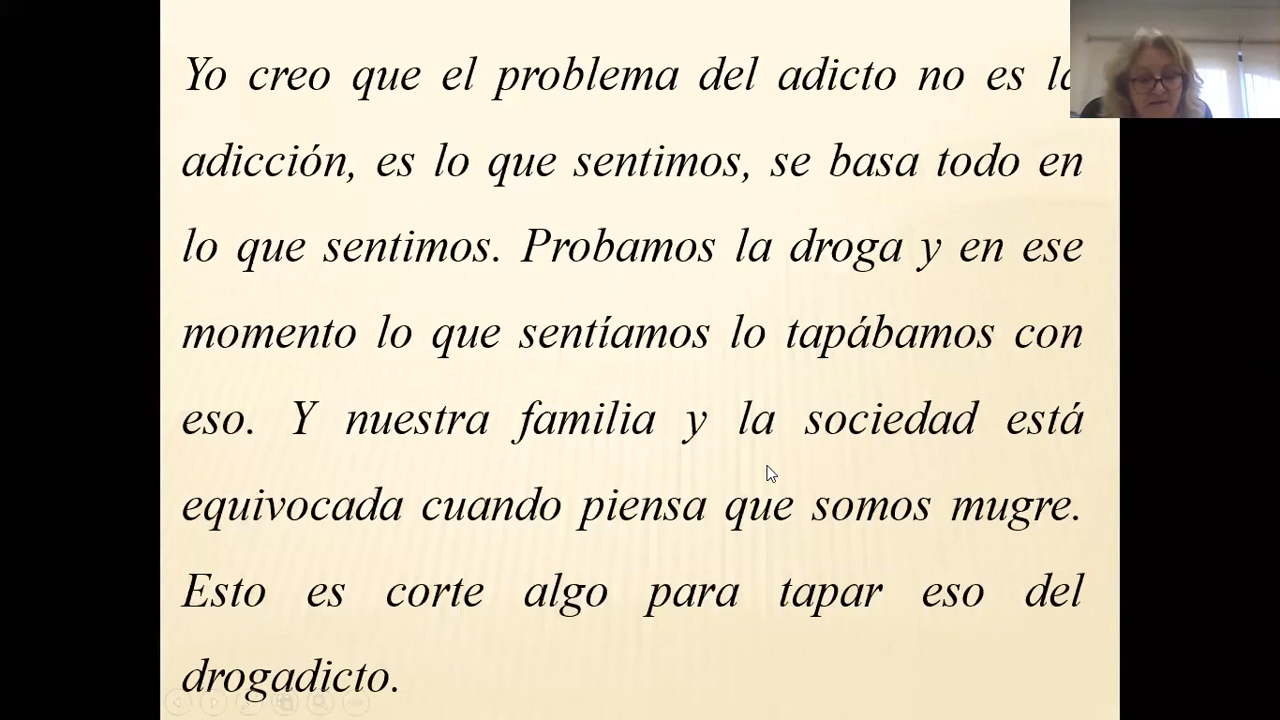 Yo creo que el problema del adicto no es la
adicción, es lo que sentimos, se basa todo en
lo que sentimos. Probamos la droga y en ese
momento lo que sentíamos lo tapábamos con
eso. Y nuestra familia y la sociedad está
equivocada cuando piensa que somos mugre.
Esto es corte algo para tapar eso del
drogadicto.